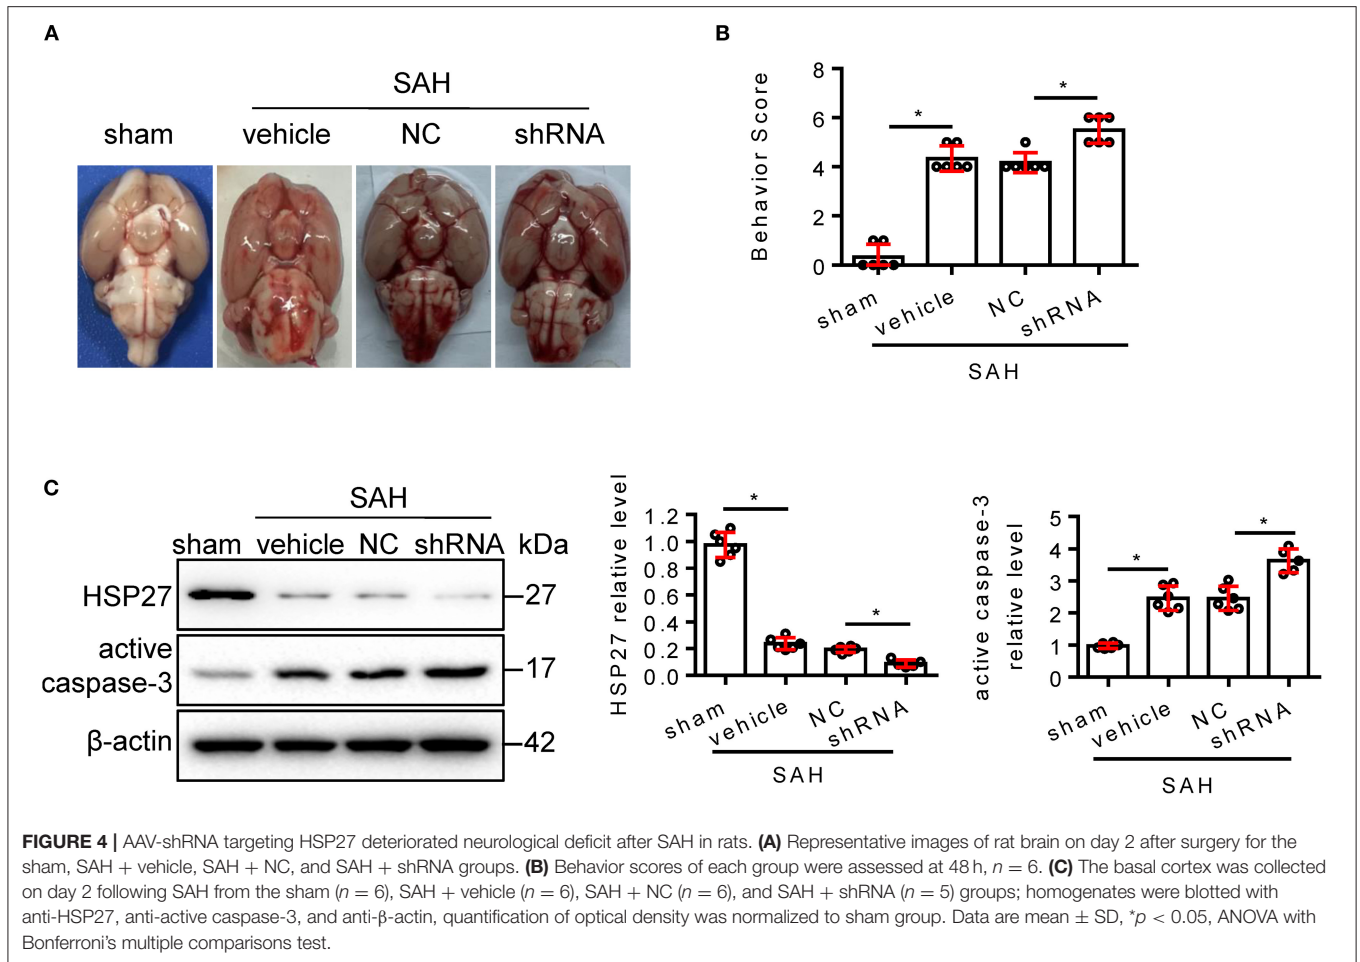 A
SAH
sham vehicle NC shRNA
B
Behavior Score
8
6
4
2
0
*
*
sham
vehicle
NC
shRNA
SAH
C
SAH
sham vehicle NC shRNA kDa
HSP27
27
active
caspase-3
17
β-actin
42
HSP27 relative level
1.2
1.0
0.8
0.6
0.4
0.2
0.0
*
*
sham
vehicle
NC
shRNA
SAH
active caspase-3
relative level
5
4
3
2
1
0
*
*
sham
vehicle
NC
shRNA
SAH
FIGURE 4 | AAV-shRNA targeting HSP27 deteriorated neurological deficit after SAH in rats. (A) Representative images of rat brain on day 2 after surgery for the
sham, SAH + vehicle, SAH + NC, and SAH + shRNA groups. (B) Behavior scores of each group were assessed at 48 h, n = 6. (C) The basal cortex was collected
on day 2 following SAH from the sham (n = 6), SAH + vehicle (n = 6), SAH + NC (n = 6), and SAH + shRNA (n = 5) groups; homogenates were blotted with
anti-HSP27, anti-active caspase-3, and anti-β-actin, quantification of optical density was normalized to sham group. Data are mean ± SD, *p < 0.05, ANOVA with
Bonferroni's multiple comparisons test.